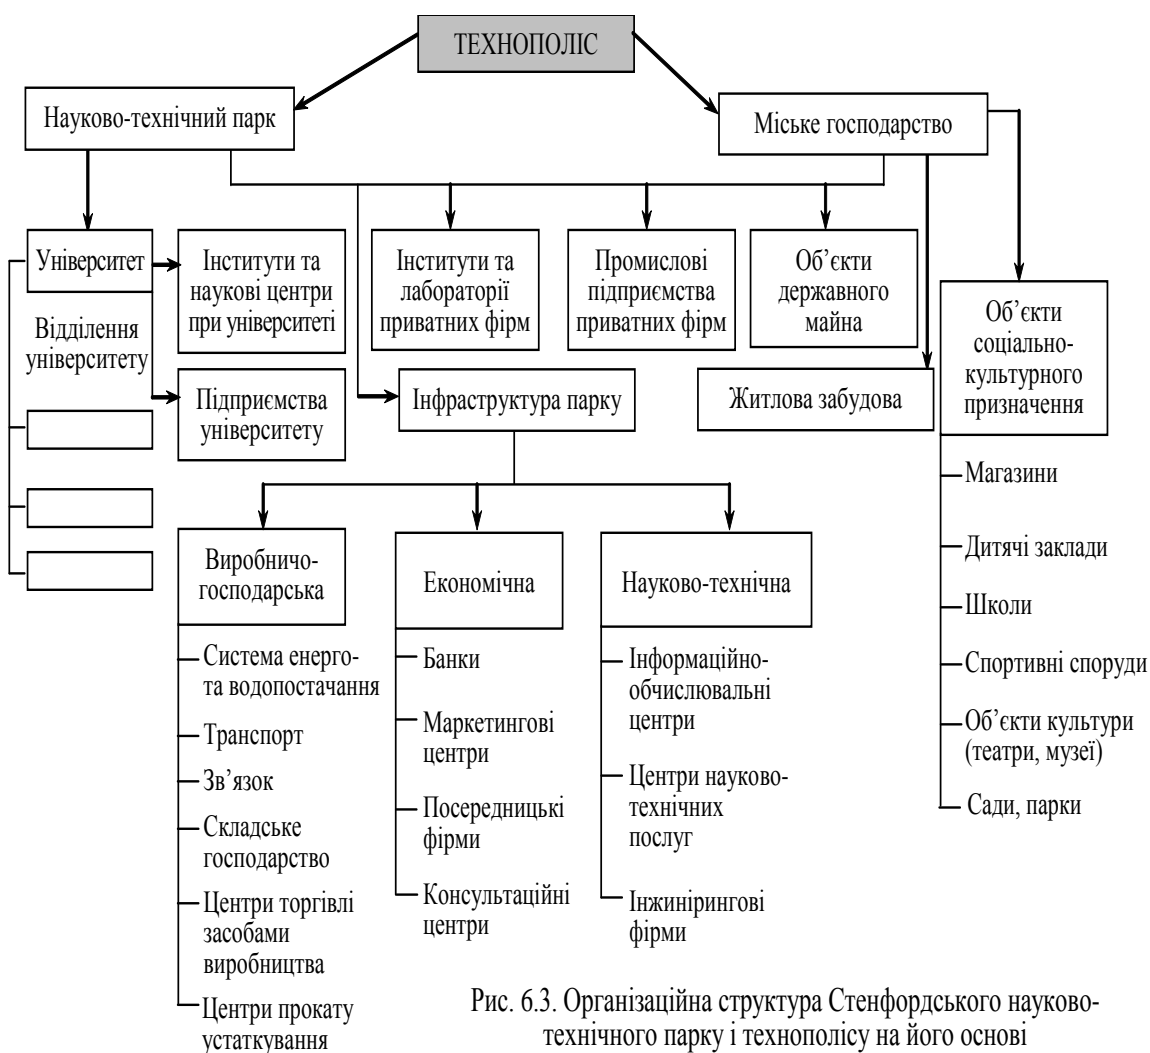 ТЕХНОПОЛІС
Науково-технічний парк
Міське господарство
Університет
Відділення
університету
Інститути та
наукові центри
при університеті
Підприємства
університету
Інститути та
лабораторії
приватних фірм
Промислові
підприємства
приватних фірм
Об’єкти
державного
майна
Інфраструктура парку
Житлова забудова
Об’єкти
соціально-
культурного
призначення
Магазини
Дитячі заклади
Школи
Спортивні споруди
Об’єкти культури
(театри, музеї)
Сади, парки
Виробничо-
господарська
Система енерго-
та водопостачання
Транспорт
Зв’язок
Складське
господарство
Центри торгівлі
засобами
виробництва
Центри прокату
устаткування
Економічна
Банки
Маркетингові
центри
Посередницькі
фірми
Консультаційні
центри
Науково-технічна
Інформаційно-
обчислювальні
центри
Центри науково-
технічних
послуг
Інжинірингові
фірми
Рис. 6.3. Організаційна структура Стенфордського науково-
технічного парку і технополісу на його основі